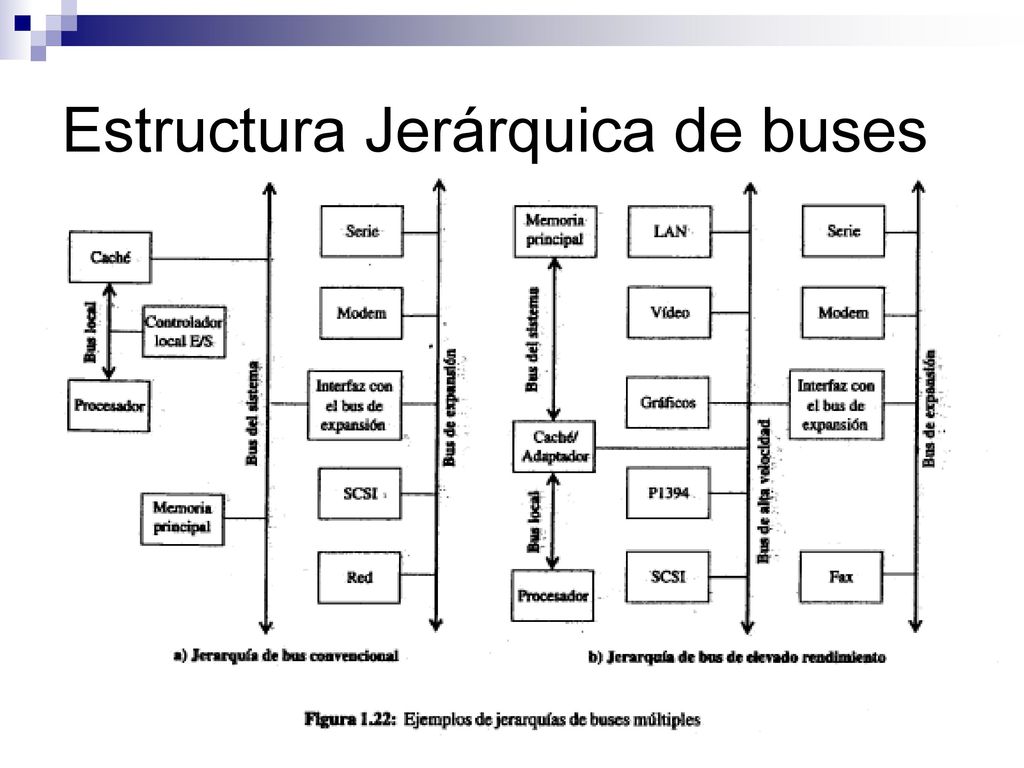 Estructura Jerárquica de buses
Caché
Bus local
Controlador
local E/S
Procesador
Bus del sistema
Memoria
principal
Serie
Modem
Interfaz con
el bus de
expansión
SCSI
Red
Bus de expansión
a) Jerarquía de bus convencional
Memoria
principal
Bus del sistema
Caché/
Adaptador
Bus local
Procesador
LAN
Vídeo
Gráficos
P1394
SCSI
Bus de alta velocidad
Serie
Modem
Interfaz con
el bus de
expansión
Fax
Bus de expansión
b) Jerarquía de bus de elevado rendimiento
Figura 1.22: Ejemplos de jerarquías de buses múltiples